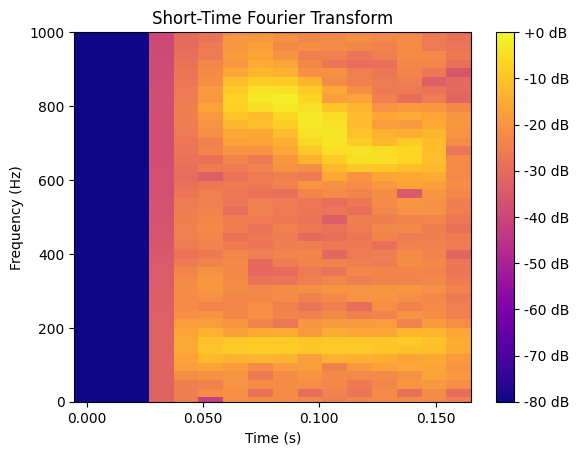 Short-Time Fourier Transform
1000
800
600
400
200
0
Frequency (Hz)
0.000
0.050
0.100
0.150
Time (s)
+0 dB
-10 dB
-20 dB
-30 dB
-40 dB
-50 dB
-60 dB
-70 dB
-80 dB